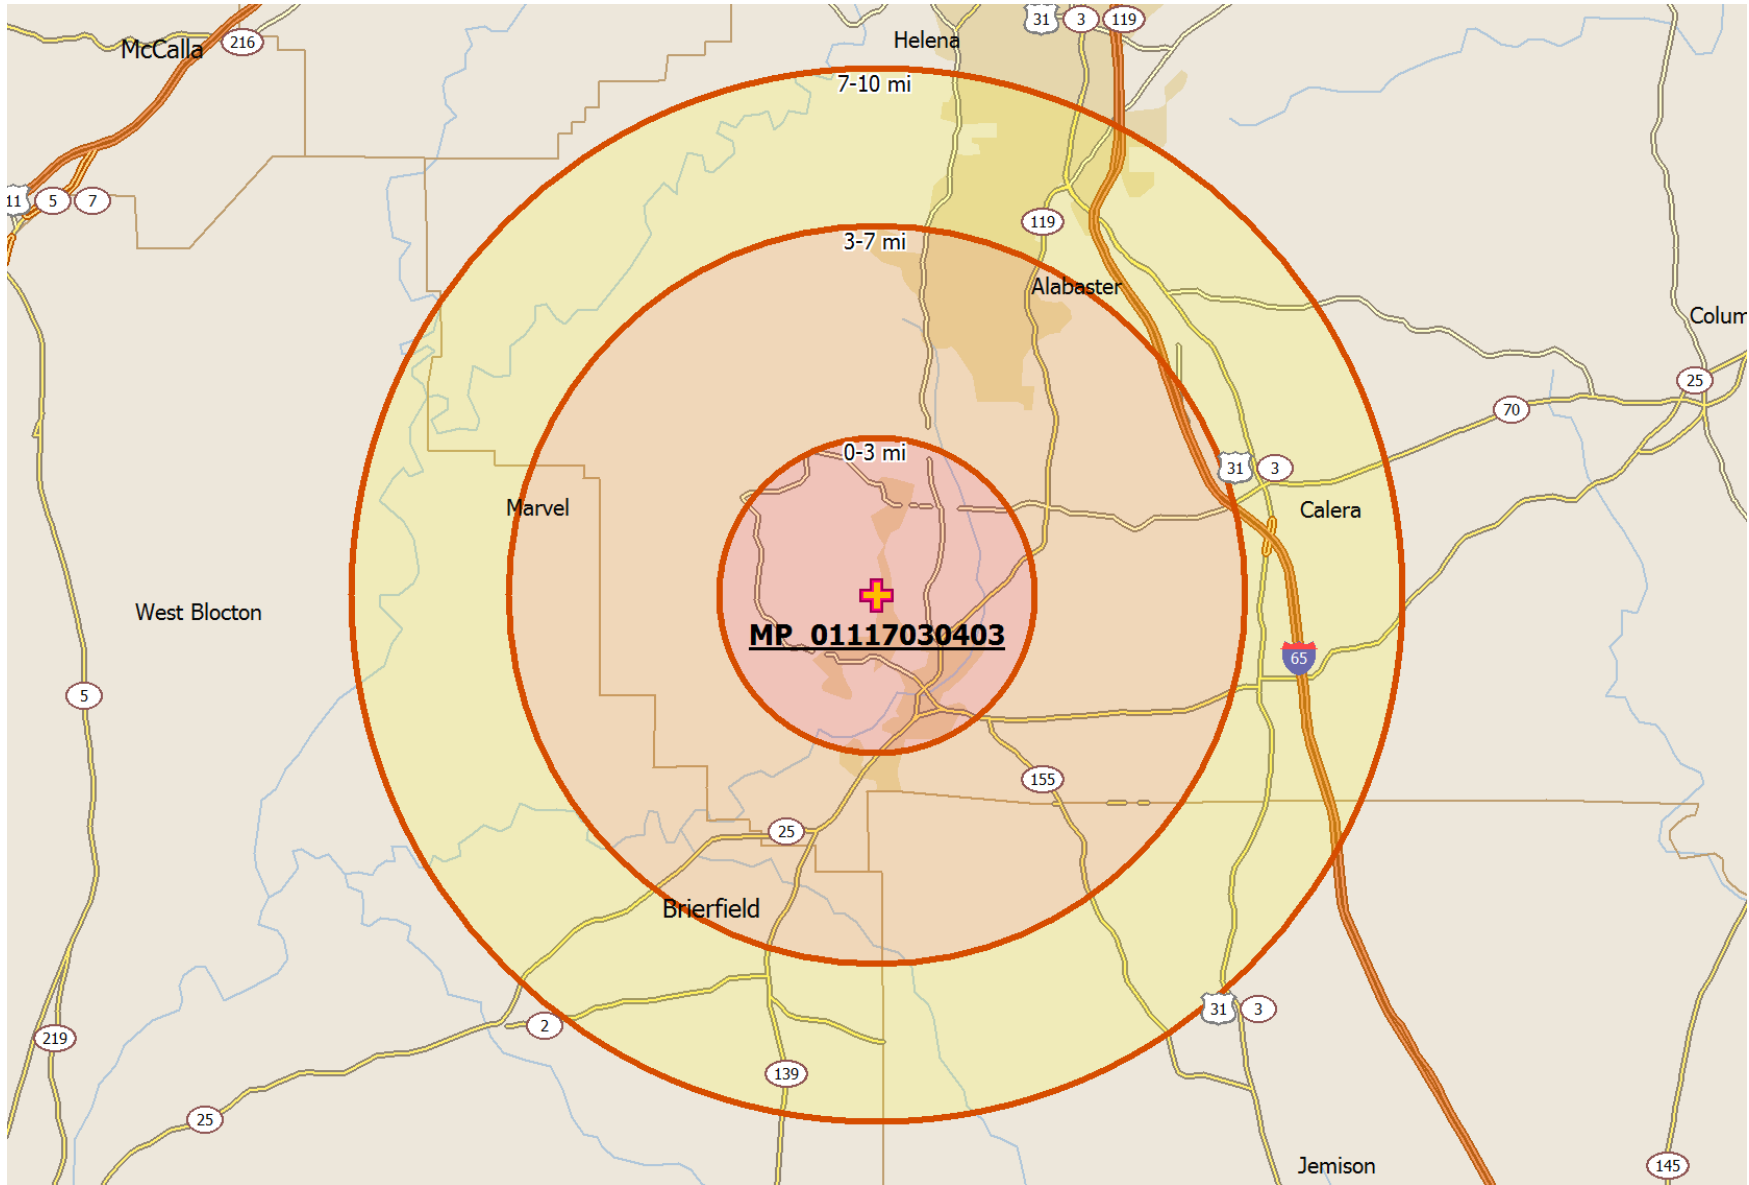 31
3
119
Helena
216
McCalla
7-10 mi
11
5
7
119
3-7 mi
Alabaster
Colum
25
70
0-3 mi
31
3
Marvel
Calera
West Blocton
MP_01117030403
65
5
155
25
Brierfield
31
3
2
219
139
25
Jemison
145